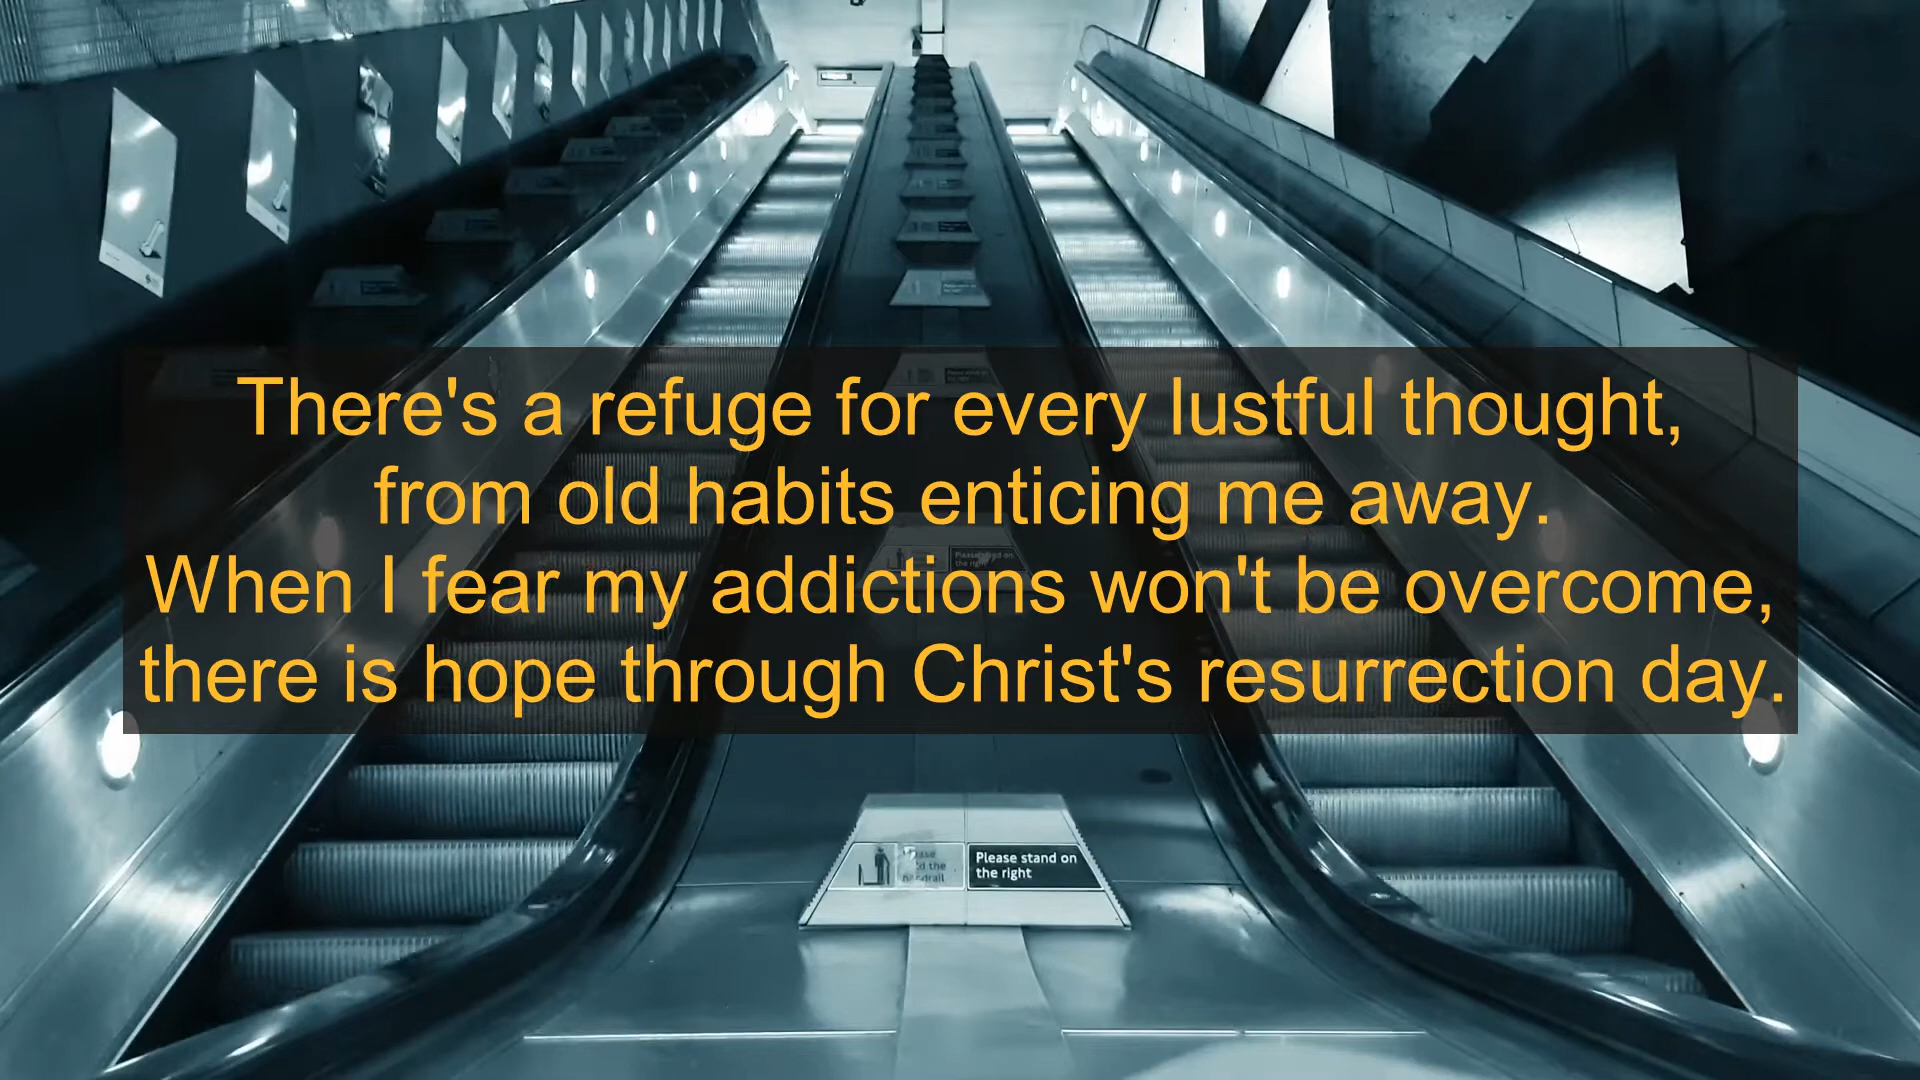 There's a refuge for every lustful thought,
from old habits enticing me away.
When I fear my addictions won't be overcome,
there is hope through Christ's resurrection day.
Please stand on
the right